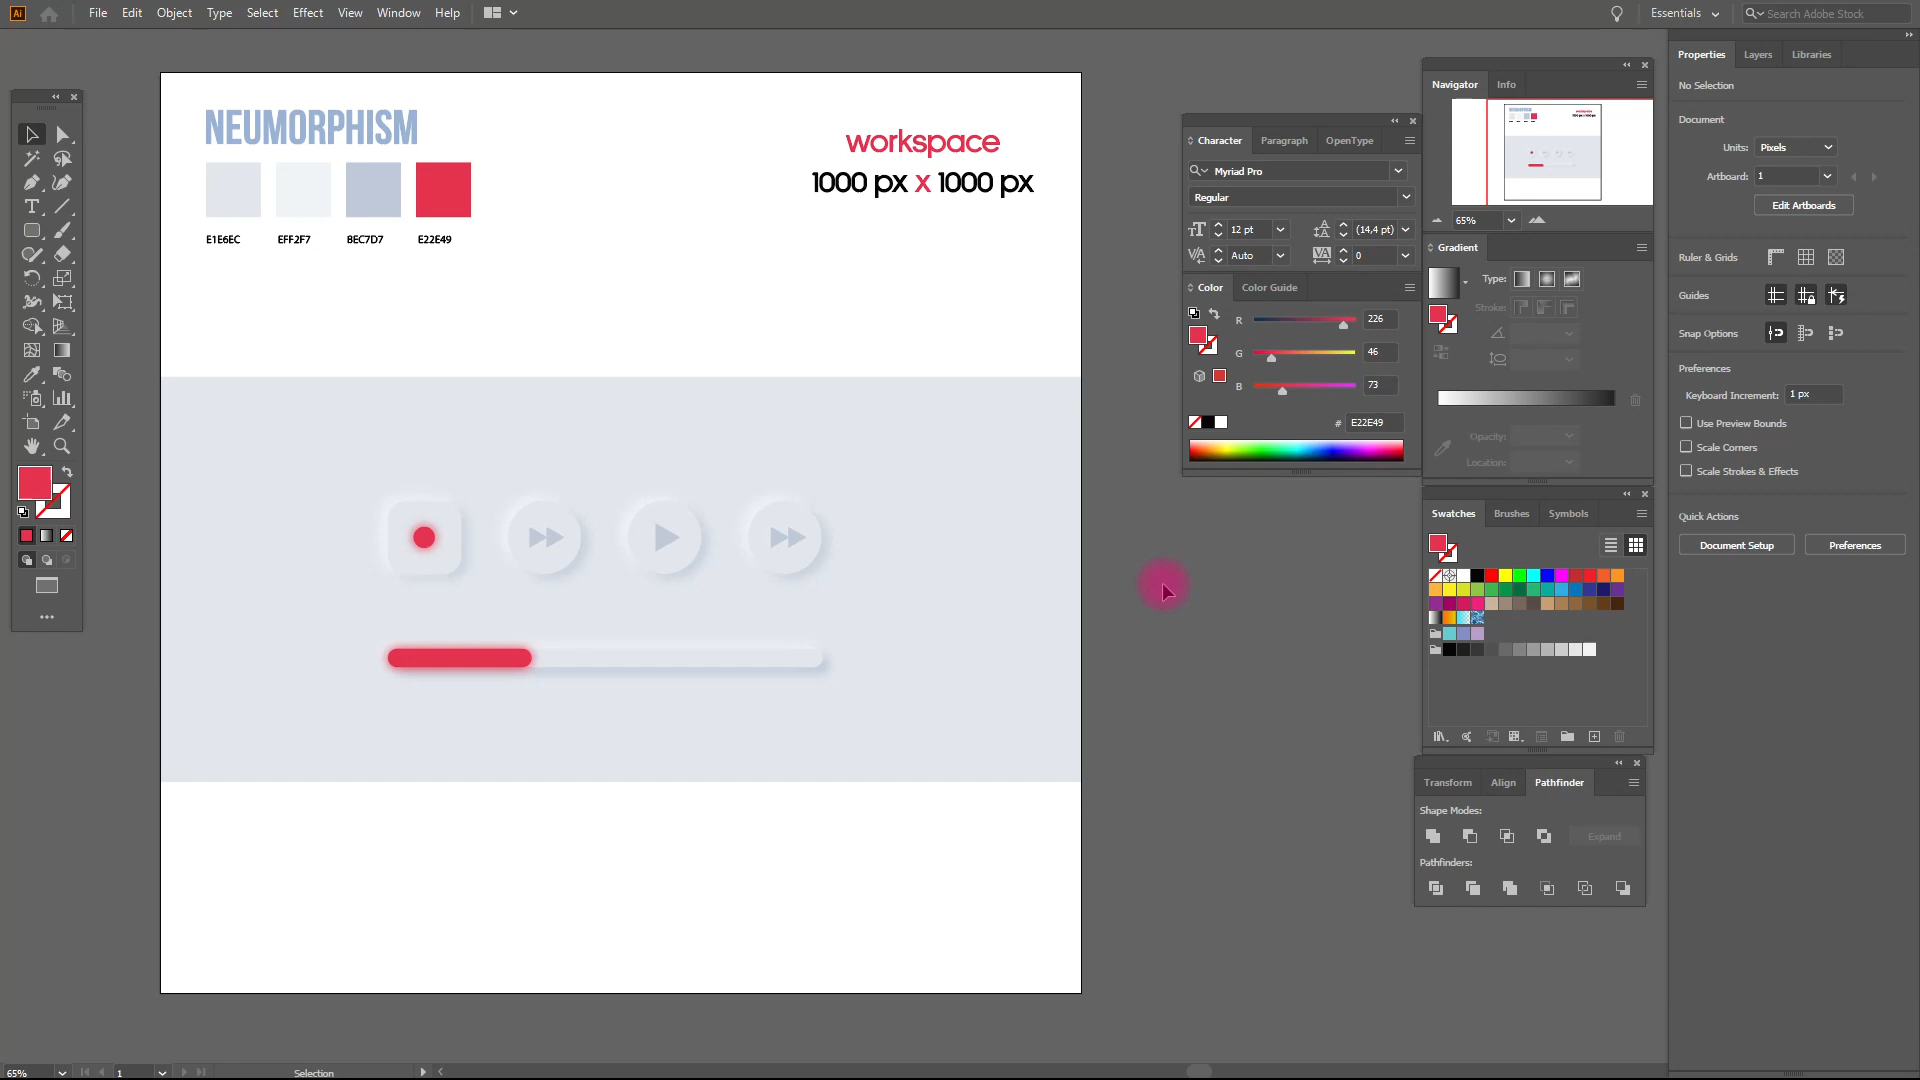 Ai File Edit Object Type Select Effect View Window Help
Essentials
Search Adobe Stock
NEUMORPHISM
E1E6EC EFF2F7 BEC7D7 E22E49
workspace
1000 px x 1000 px
Character Paragraph OpenType
Myriad Pro
Regular
12 pt (14,4 pt)
Auto 0
Color Color Guide
R 226
G 46
B 73
# E22E49
Navigator Info
65%
Gradient
Type:
Stroke:
Opacity:
Location:
Swatches Brushes Symbols
Transform Align Pathfinder
Shape Modes:
Expand
Pathfinders:
Properties Layers Libraries
No Selection
Document
Units: Pixels
Artboard: 1
Edit Artboards
Ruler & Grids
Guides
Snap Options
Preferences
Keyboard Increment: 1 px
Use Preview Bounds
Scale Corners
Scale Strokes & Effects
Quick Actions
Document Setup Preferences
65% 1 Selection